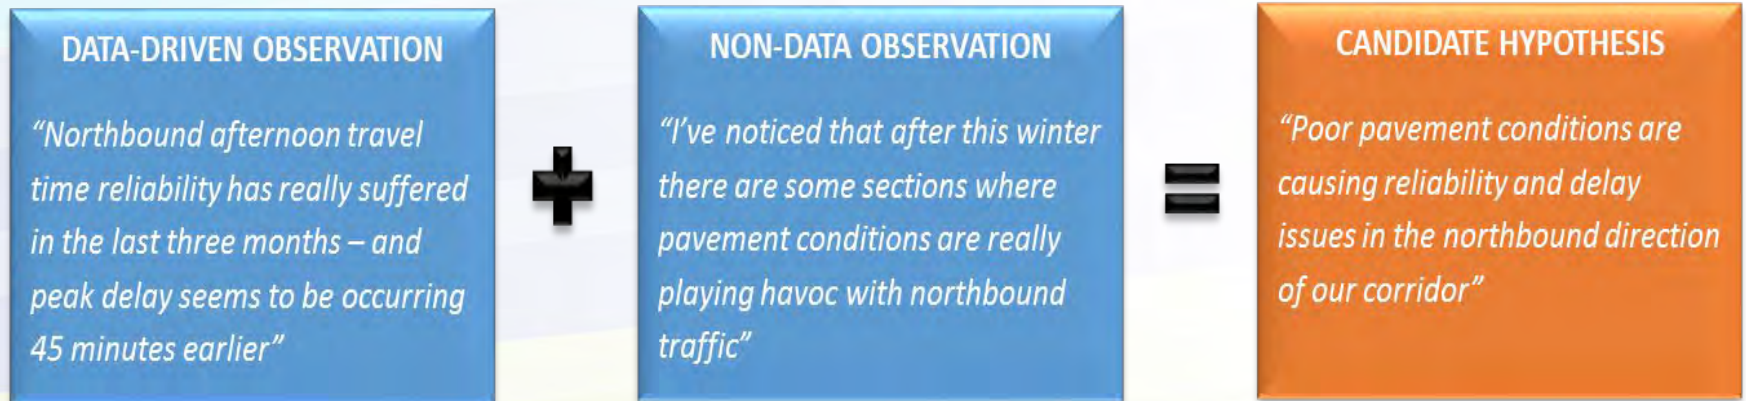 DATA-DRIVEN OBSERVATION
“Northbound afternoon travel
time reliability has really suffered
in the last three months – and
peak delay seems to be occurring
45 minutes earlier”
NON-DATA OBSERVATION
“I’ve noticed that after this winter
there are some sections where
pavement conditions are really
playing havoc with northbound
traffic”
CANDIDATE HYPOTHESIS
“Poor pavement conditions are
causing reliability and delay
issues in the northbound direction
of our corridor”